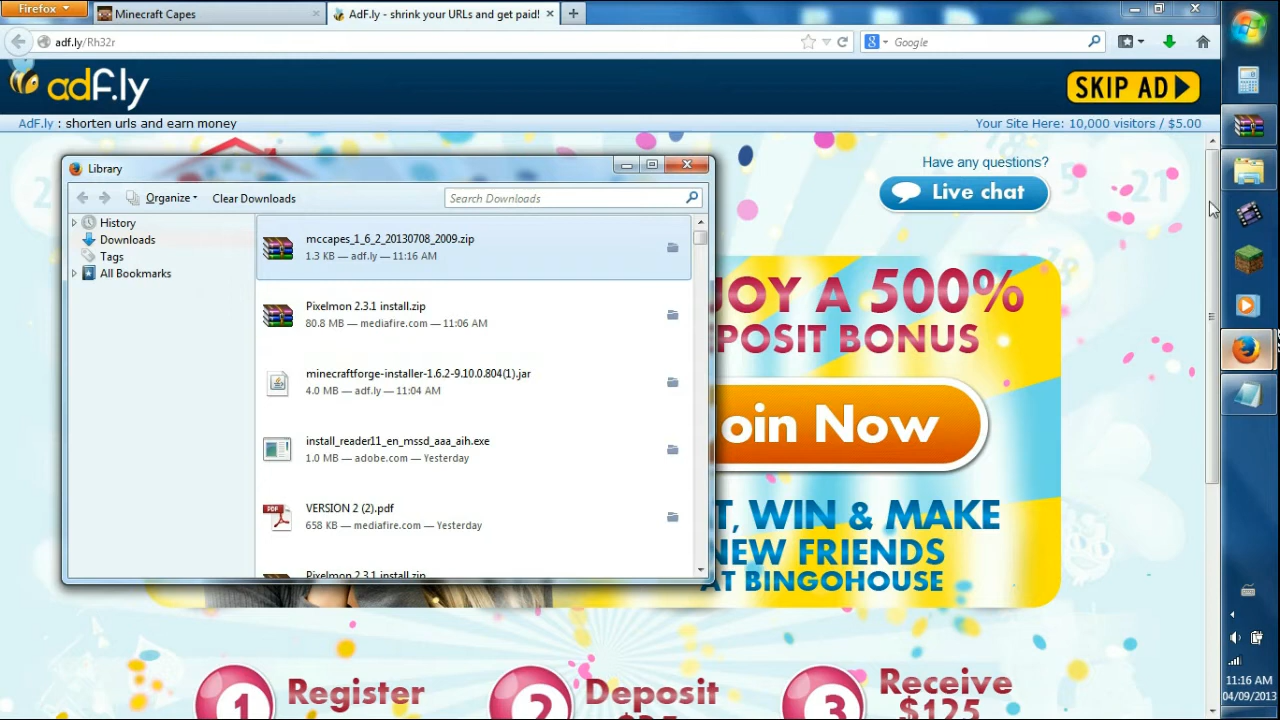 Firefox
Minecraft Capes
AdF.ly - shrink your URLs and get paid!
adf.ly/Rh32r
Google
adf.ly
SKIP AD
AdF.ly : shorten urls and earn money
Your Site Here: 10,000 visitors / $5.00
Have any questions?
Live chat
Library
Organize
Clear Downloads
Search Downloads
History
Downloads
Tags
All Bookmarks
mccapes_1_6_2_20130708_2009.zip
1.3 KB — adf.ly — 11:16 AM
Pixelmon 2.3.1 install.zip
80.8 MB — mediafire.com — 11:06 AM
minecraftforge-installer-1.6.2-9.10.0.804(1).jar
4.0 MB — adf.ly — 11:04 AM
install_reader11_en_mssd_aaa_aih.exe
1.0 MB — adobe.com — Yesterday
VERSION 2 (2).pdf
658 KB — mediafire.com — Yesterday
Pixelmon 2.3.1 install.zip
JOY A 500%
POSIT BONUS
oin Now
T, WIN & MAKE
NEW FRIENDS
AT BINGOHOUSE
1 Register
Deposit
3 Receive
$125
11:16 AM
04/09/2013